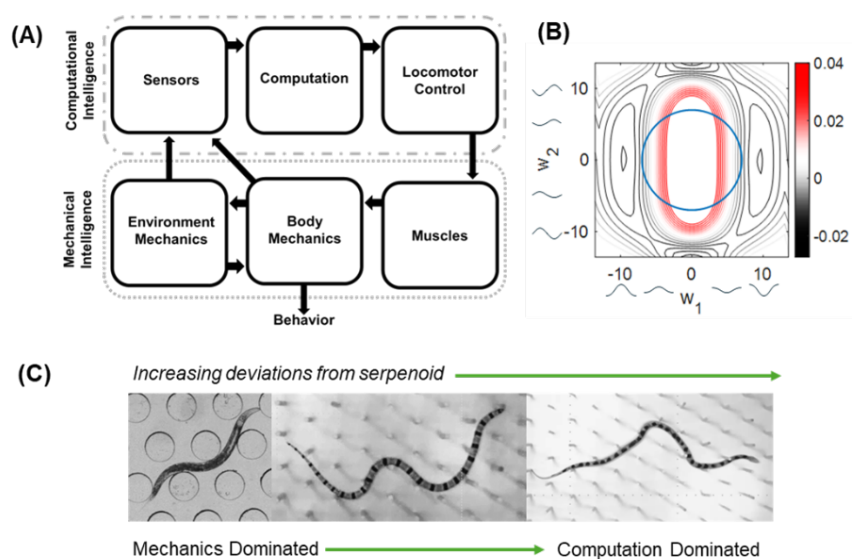 (A)
Computational
Intelligence
Sensors
Computation
Locomotor
Control
Mechanical
Intelligence
Environment
Mechanics
Body
Mechanics
Muscles
Behavior
(B)
w2
10
0
-10
-10
0
10
w1
0.04
0.02
0
-0.02
(C)
Increasing deviations from serpenoid
Mechanics Dominated
Computation Dominated